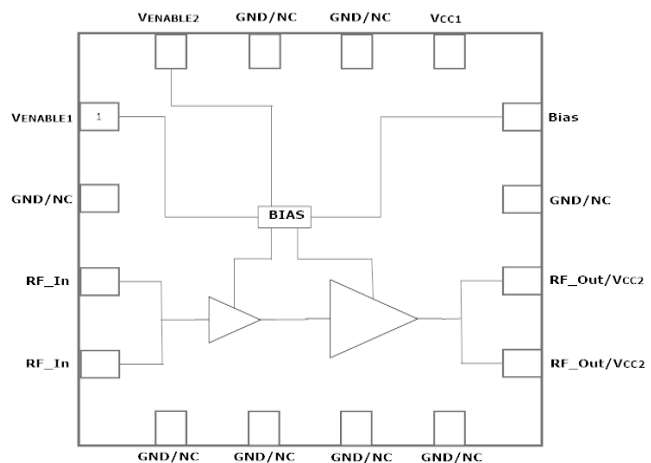 VENABLE2 GND/NC GND/NC VCC1
VENABLE1 1 Bias
GND/NC GND/NC
BIAS
RF_In RF_Out/VCC2
RF_In RF_Out/VCC2
GND/NC GND/NC GND/NC GND/NC